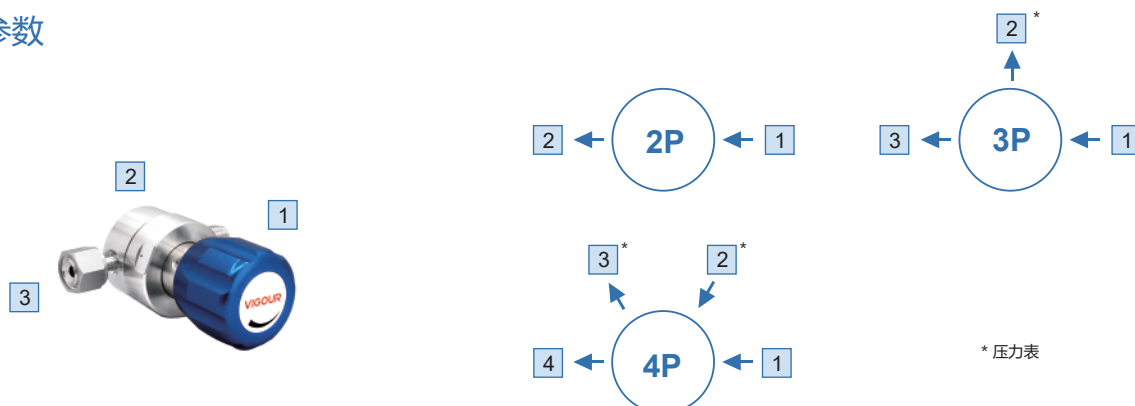 参数
2 *
2 ← 2P ← 1
3 ← 3P ← 1
2
1
3
VIGOUR
3 * 2 *
4 ← 4P ← 1
* 压力表